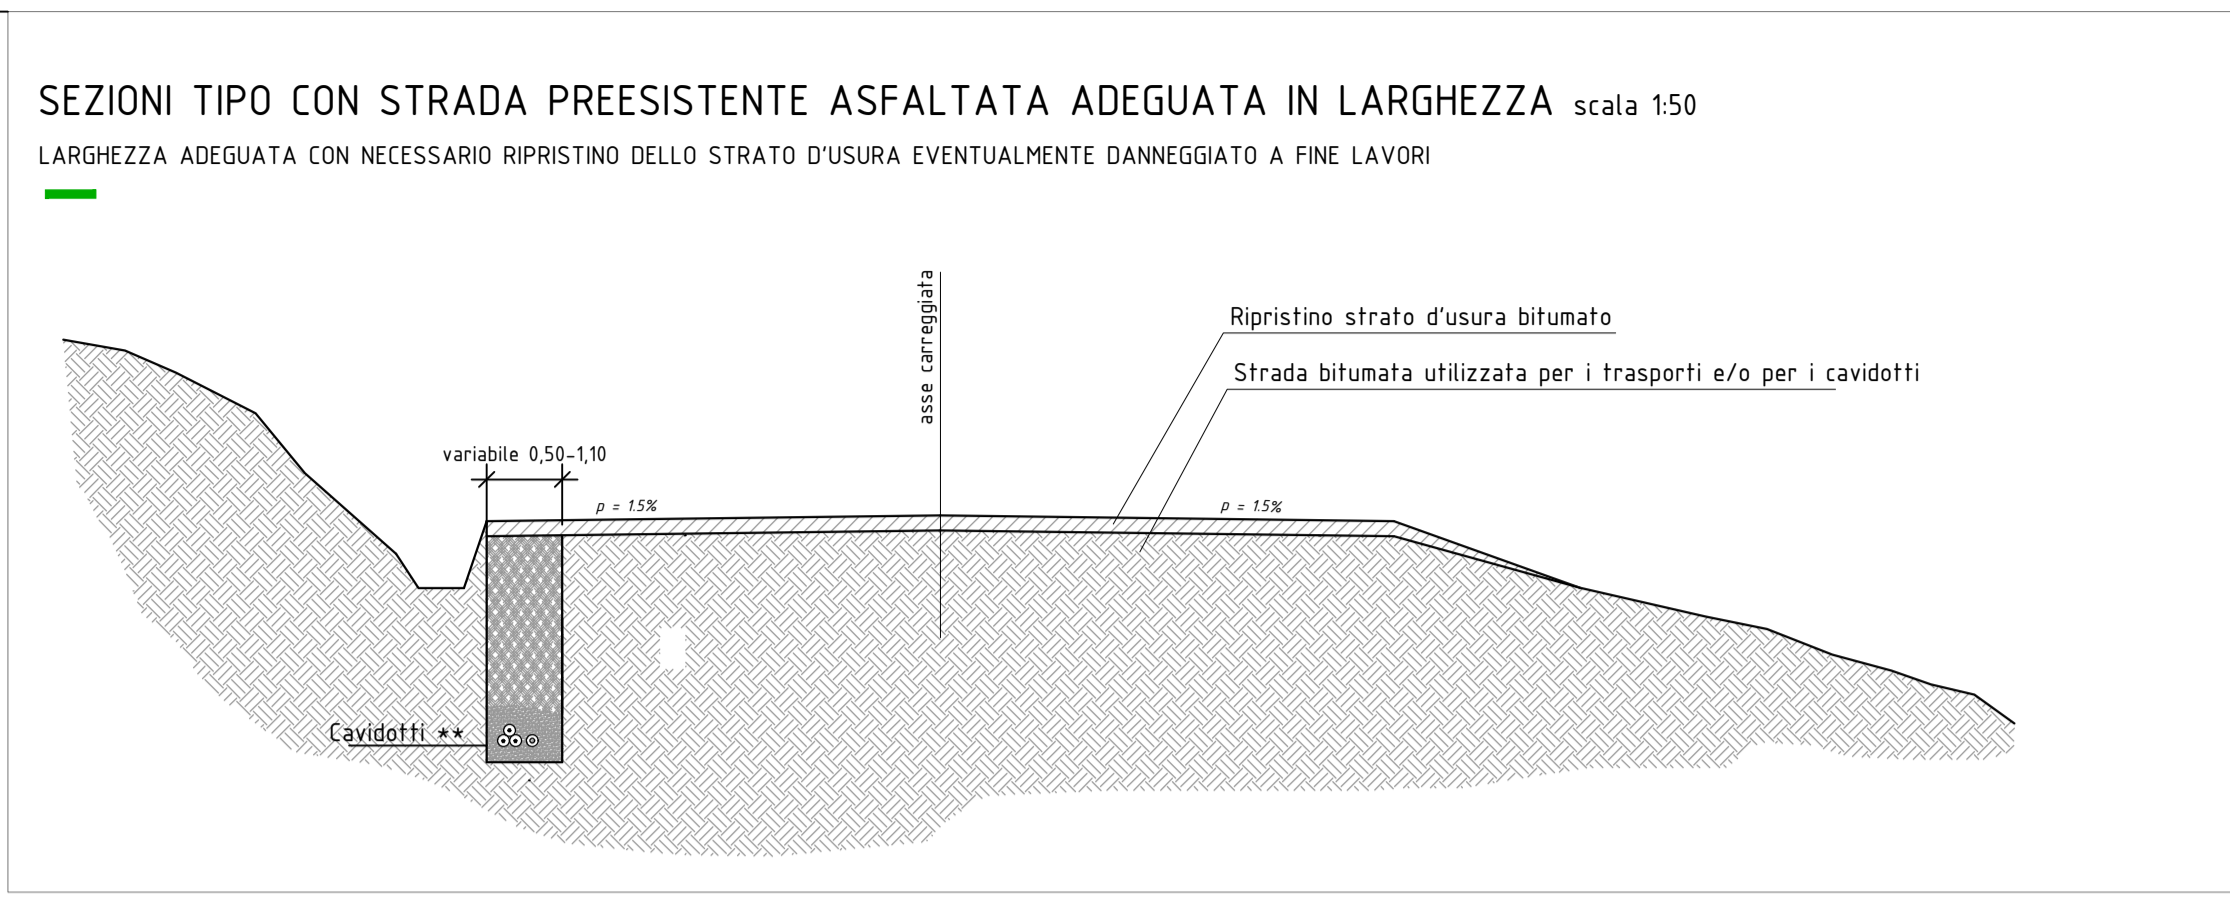 SEZIONI TIPO CON STRADA PREESISTENTE ASFALTATA ADEGUATA IN LARGHEZZA scala 1:50
LARGHEZZA ADEGUATA CON NECESSARIO RIPRISTINO DELLO STRATO D'USURA EVENTUALMENTE DANNEGGIATO A FINE LAVORI
asse carreggiata
Ripristino strato d'usura bitumato
Strada bitumata utilizzata per i trasporti e/o per i cavidotti
variabile 0,50-1,10
p = 1.5%
p = 1.5%
Cavidotti **